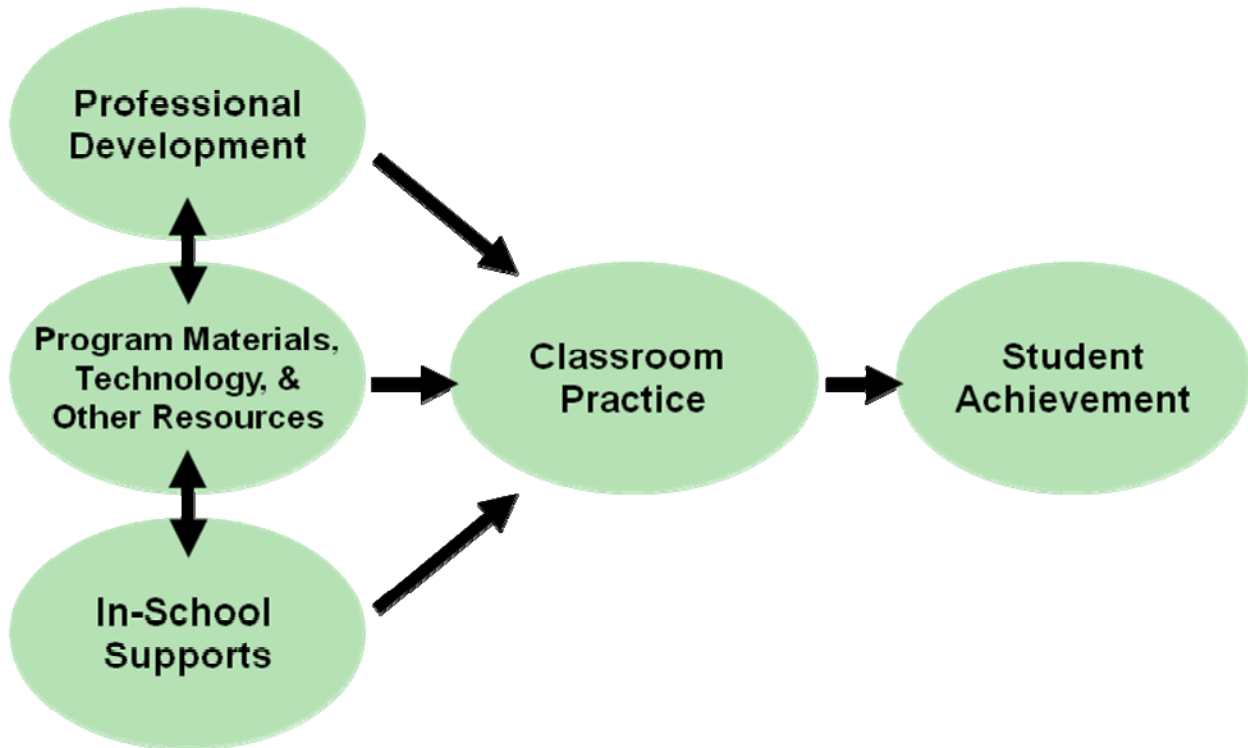 Professional
Development
Program Materials,
Technology, &
Other Resources
In-School
Supports
Classroom
Practice
Student
Achievement